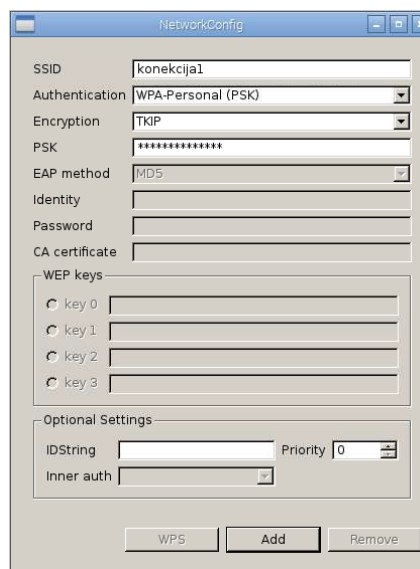 NetworkConfig
SSID konekcija1
Authentication WPA-Personal (PSK)
Encryption TKIP
PSK **************
EAP method MD5
Identity
Password
CA certificate
WEP keys
key 0
key 1
key 2
key 3
Optional Settings
IDString Priority 0
Inner auth
WPS Add Remove